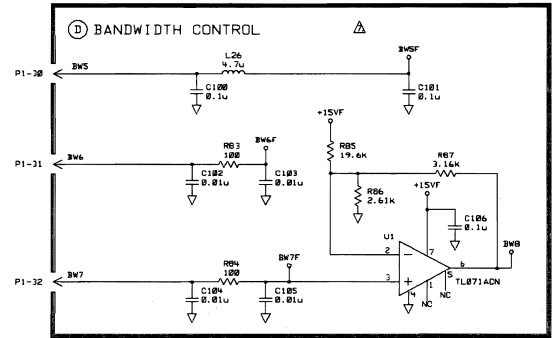 D BANDWIDTH CONTROL
7
L26
4.7u
BW5F
P1-30
BW5
C100
0.1u
C101
0.1u
+15VF
R85
19.6k
R87
3.16k
R83
100
BW6F
P1-31
BW6
C102
0.01u
C103
0.01u
+15VF
R86
2.61k
C106
0.1u
U1
R84
100
BW7F
BW8
2
7
6
5
3
4
1
NC
NC
TL071ACN
P1-32
BW7
C104
0.01u
C105
0.01u